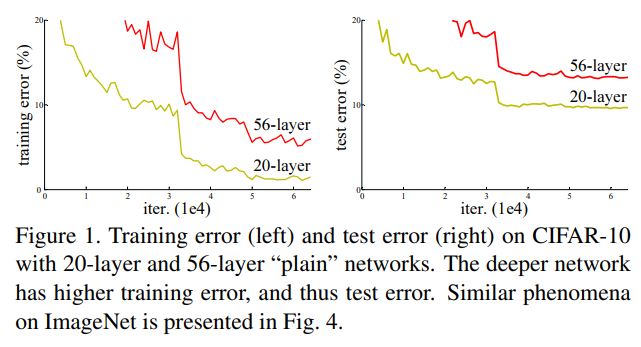 training error (%)
20
10
0
0 1 2 3 4 5 6
iter. (1e4)
56-layer
20-layer
test error (%)
20
10
0
0 1 2 3 4 5 6
iter. (1e4)
56-layer
20-layer
Figure 1. Training error (left) and test error (right) on CIFAR-10
with 20-layer and 56-layer “plain” networks. The deeper network
has higher training error, and thus test error. Similar phenomena
on ImageNet is presented in Fig. 4.